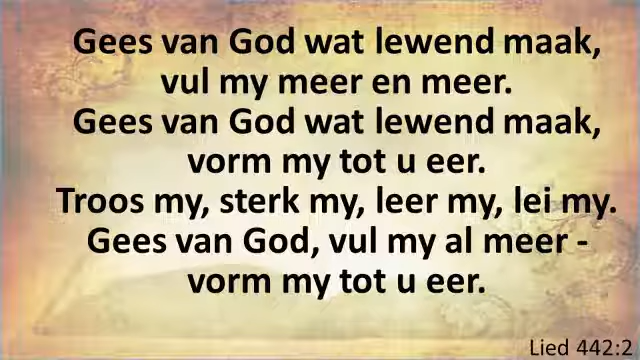 Gees van God wat lewend maak,
vul my meer en meer.
Gees van God wat lewend maak,
vorm my tot u eer.
Troos my, sterk my, leer my, lei my.
Gees van God, vul my al meer -
vorm my tot u eer.
Lied 442:2